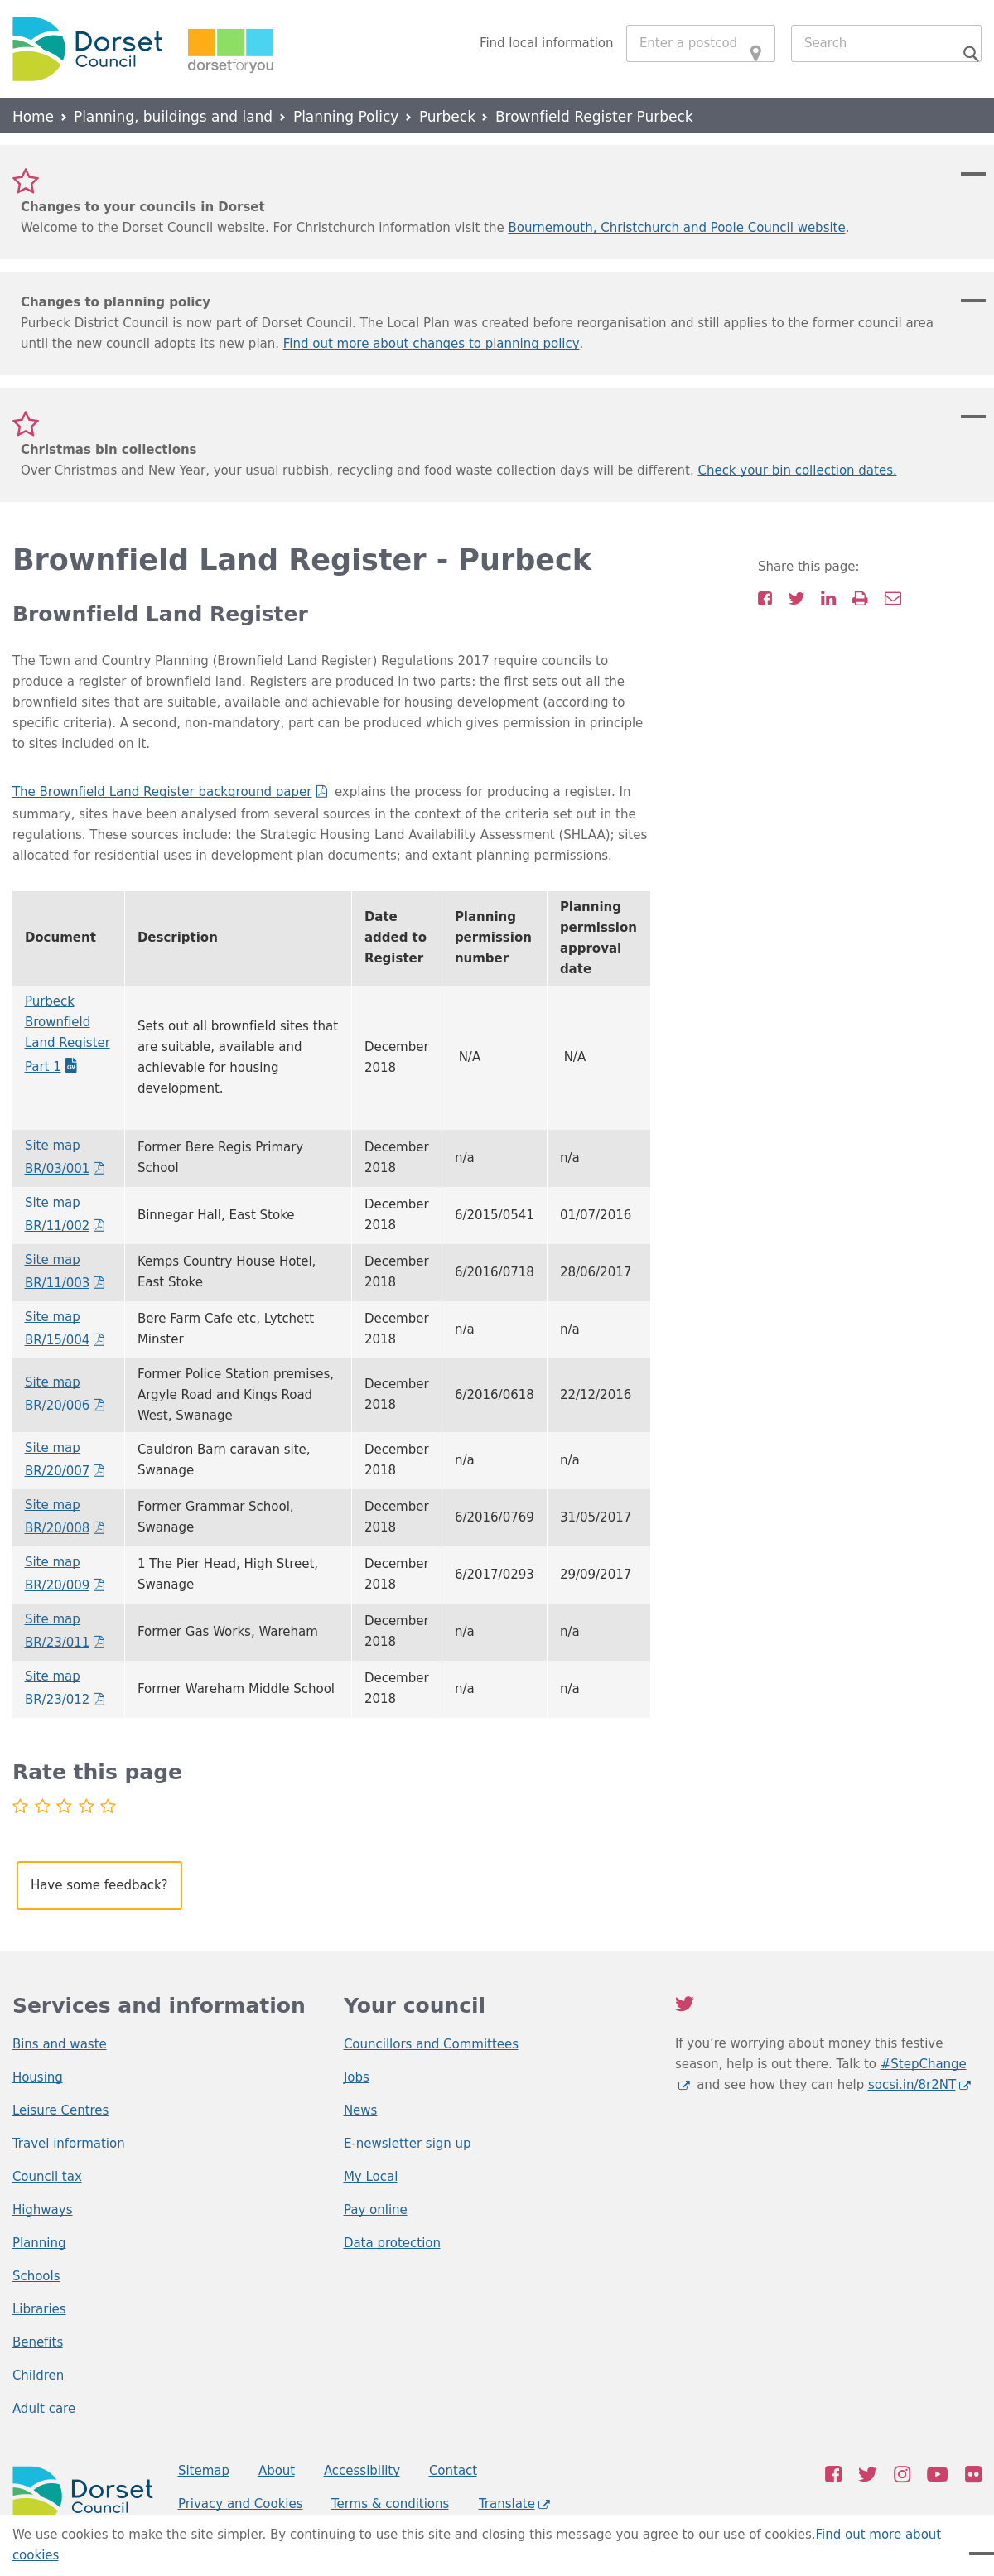 Dorset
Council
dorsetforyou
Find local information
Enter a postcod
Search
Home › Planning, buildings and land › Planning Policy › Purbeck › Brownfield Register Purbeck
Changes to your councils in Dorset
Welcome to the Dorset Council website. For Christchurch information visit the Bournemouth, Christchurch and Poole Council website.
Changes to planning policy
Purbeck District Council is now part of Dorset Council. The Local Plan was created before reorganisation and still applies to the former council area
until the new council adopts its new plan. Find out more about changes to planning policy.
Christmas bin collections
Over Christmas and New Year, your usual rubbish, recycling and food waste collection days will be different. Check your bin collection dates.
Brownfield Land Register - Purbeck
Share this page:
Brownfield Land Register
The Town and Country Planning (Brownfield Land Register) Regulations 2017 require councils to
produce a register of brownfield land. Registers are produced in two parts: the first sets out all the
brownfield sites that are suitable, available and achievable for housing development (according to
specific criteria). A second, non-mandatory, part can be produced which gives permission in principle
to sites included on it.
The Brownfield Land Register background paper explains the process for producing a register. In
summary, sites have been analysed from several sources in the context of the criteria set out in the
regulations. These sources include: the Strategic Housing Land Availability Assessment (SHLAA); sites
allocated for residential uses in development plan documents; and extant planning permissions.
Document
Description
Date
added to
Register
Planning
permission
number
Planning
permission
approval
date
Purbeck
Brownfield
Land Register
Part 1
Sets out all brownfield sites that
are suitable, available and
achievable for housing
development.
December
2018
N/A
N/A
Site map
BR/03/001
Former Bere Regis Primary
School
December
2018
n/a
n/a
Site map
BR/11/002
Binnegar Hall, East Stoke
December
2018
6/2015/0541
01/07/2016
Site map
BR/11/003
Kemps Country House Hotel,
East Stoke
December
2018
6/2016/0718
28/06/2017
Site map
BR/15/004
Bere Farm Cafe etc, Lytchett
Minster
December
2018
n/a
n/a
Site map
BR/20/006
Former Police Station premises,
Argyle Road and Kings Road
West, Swanage
December
2018
6/2016/0618
22/12/2016
Site map
BR/20/007
Cauldron Barn caravan site,
Swanage
December
2018
n/a
n/a
Site map
BR/20/008
Former Grammar School,
Swanage
December
2018
6/2016/0769
31/05/2017
Site map
BR/20/009
1 The Pier Head, High Street,
Swanage
December
2018
6/2017/0293
29/09/2017
Site map
BR/23/011
Former Gas Works, Wareham
December
2018
n/a
n/a
Site map
BR/23/012
Former Wareham Middle School
December
2018
n/a
n/a
Rate this page
Have some feedback?
Services and information
Bins and waste
Housing
Leisure Centres
Travel information
Council tax
Highways
Planning
Schools
Libraries
Benefits
Children
Adult care
Your council
Councillors and Committees
Jobs
News
E-newsletter sign up
My Local
Pay online
Data protection
If you’re worrying about money this festive
season, help is out there. Talk to #StepChange
and see how they can help socsi.in/8r2NT
Dorset
Council
Sitemap About Accessibility Contact
Privacy and Cookies Terms & conditions Translate
We use cookies to make the site simpler. By continuing to use this site and closing this message you agree to our use of cookies.Find out more about
cookies